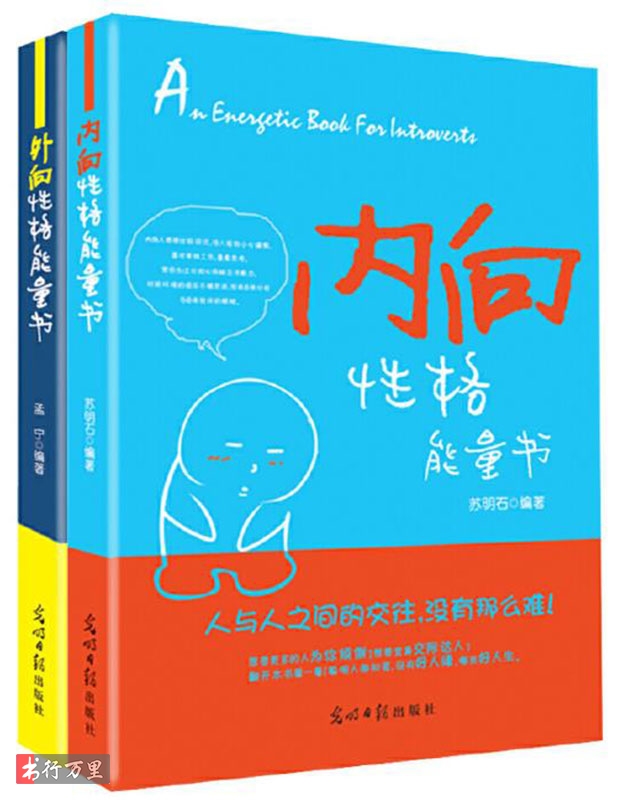 外向性格能量书
孟 宁○编著
光明日报出版社
内向性格能量书
苏明石○编著
光明日报出版社
An Energetic Book For Introverts
内向
性格
能量书
苏明石○编著
人与人之间的交往,没有那么难!
光明日报出版社
书行万里